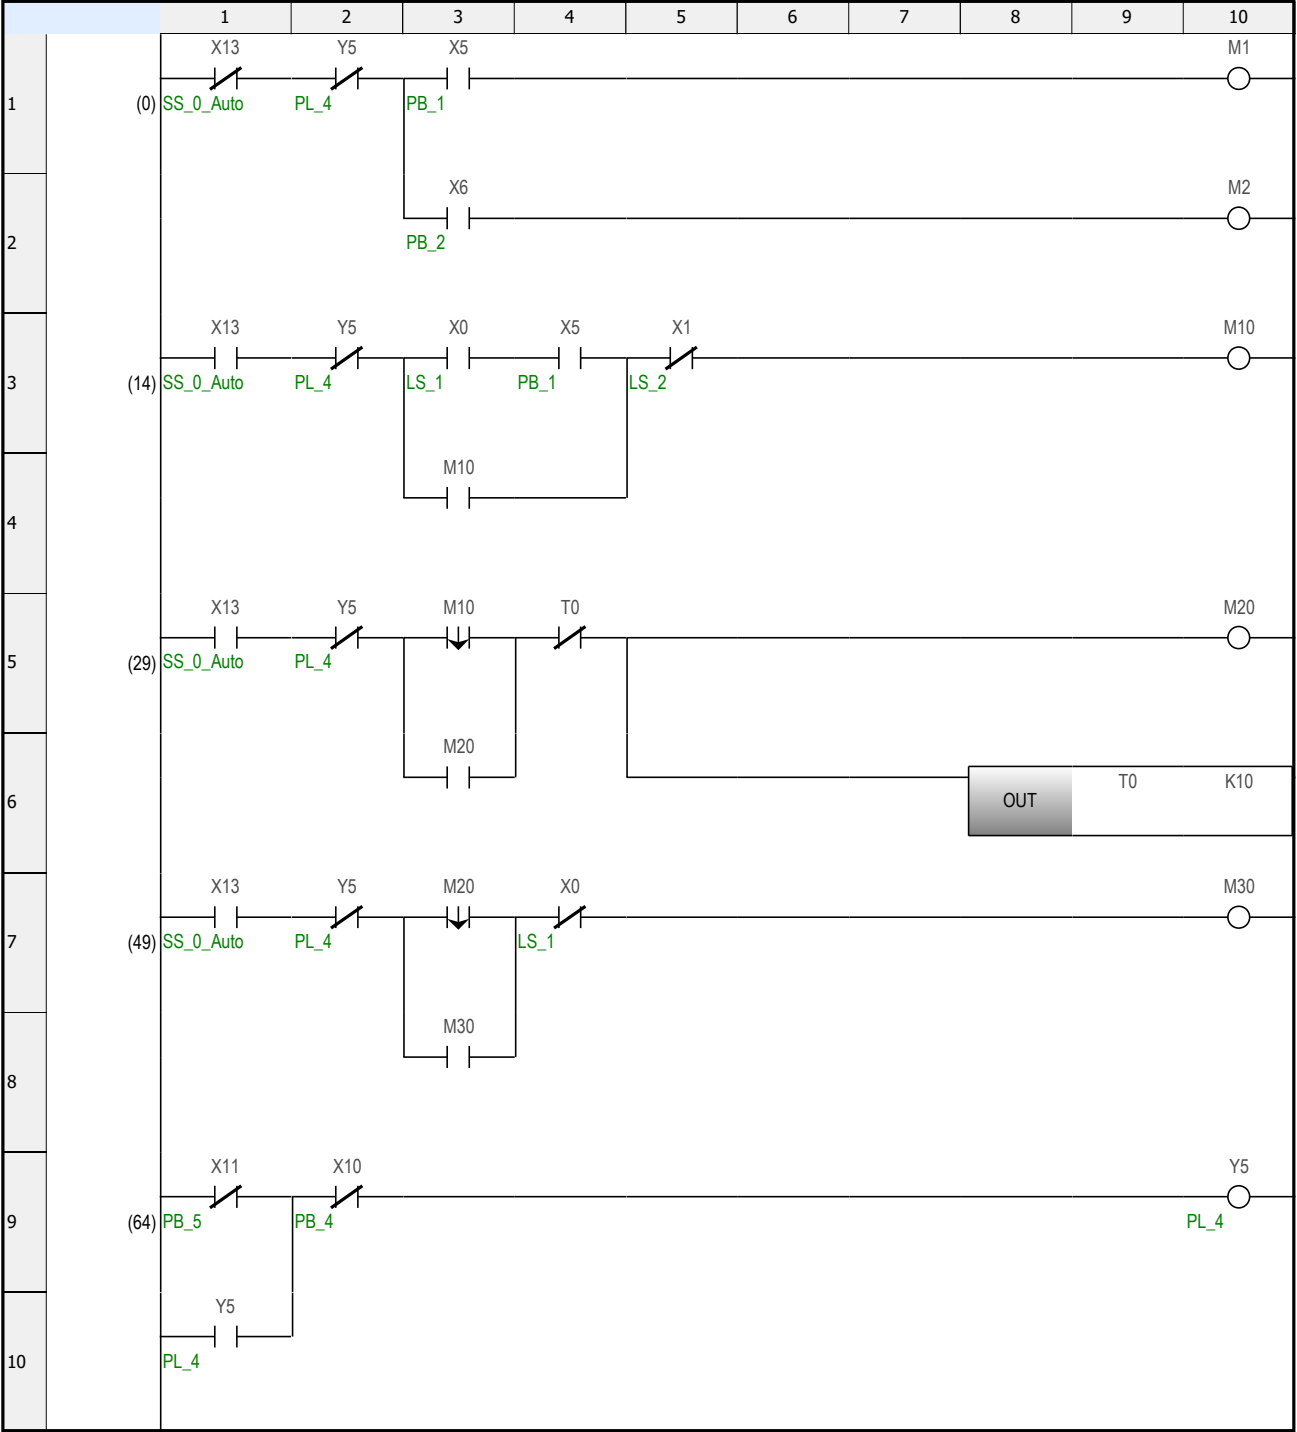 1 2 3 4 5 6 7 8 9 10
X13 Y5 X5 M1
1 (0) SS_0_Auto PL_4 PB_1
X6 M2
2 PB_2
X13 Y5 X0 X5 X1 M10
3 (14) SS_0_Auto PL_4 LS_1 PB_1 LS_2
M10
4
X13 Y5 M10 T0 M20
5 (29) SS_0_Auto PL_4
M20
6 OUT T0 K10
X13 Y5 M20 X0 M30
7 (49) SS_0_Auto PL_4 LS_1
M30
8
X11 X10 Y5
9 (64) PB_5 PB_4 PL_4
Y5
10 PL_4